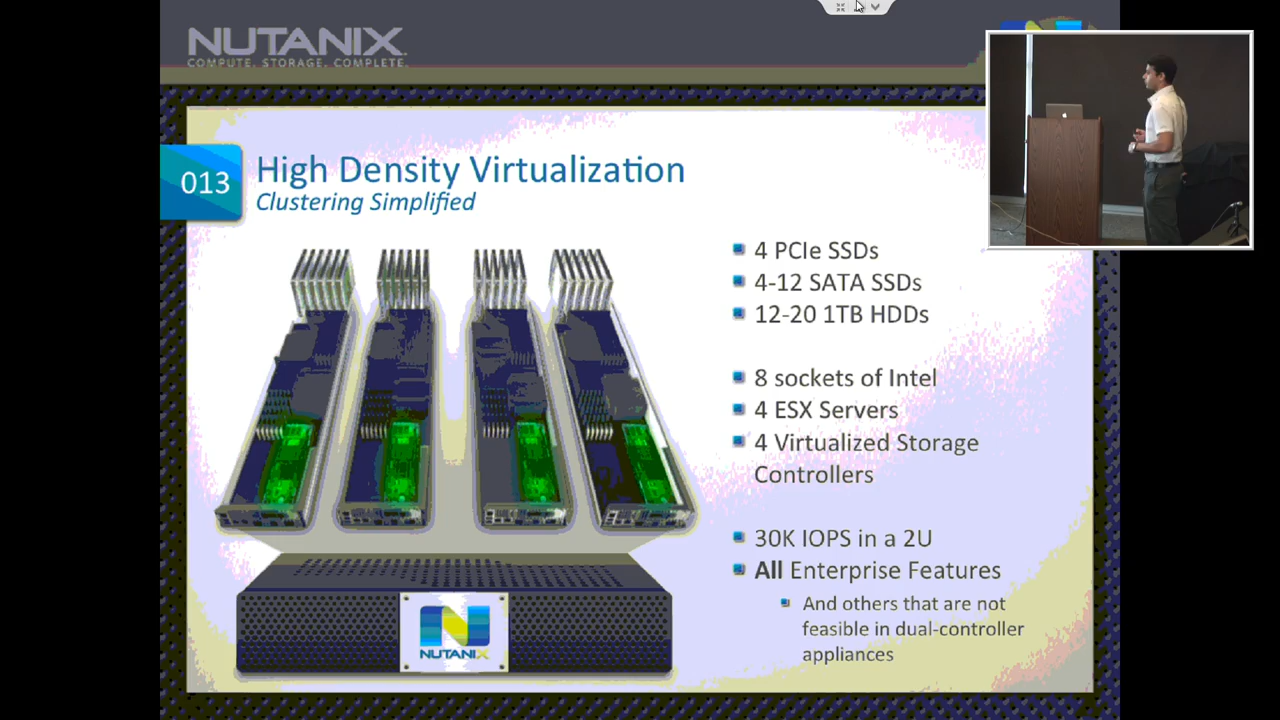 NUTANIX
COMPUTE. STORAGE. COMPLETE.
013
High Density Virtualization
Clustering Simplified
4 PCIe SSDs
4-12 SATA SSDs
12-20 1TB HDDs
8 sockets of Intel
4 ESX Servers
4 Virtualized Storage
Controllers
30K IOPS in a 2U
All Enterprise Features
And others that are not
feasible in dual-controller
appliances
NUTANIX